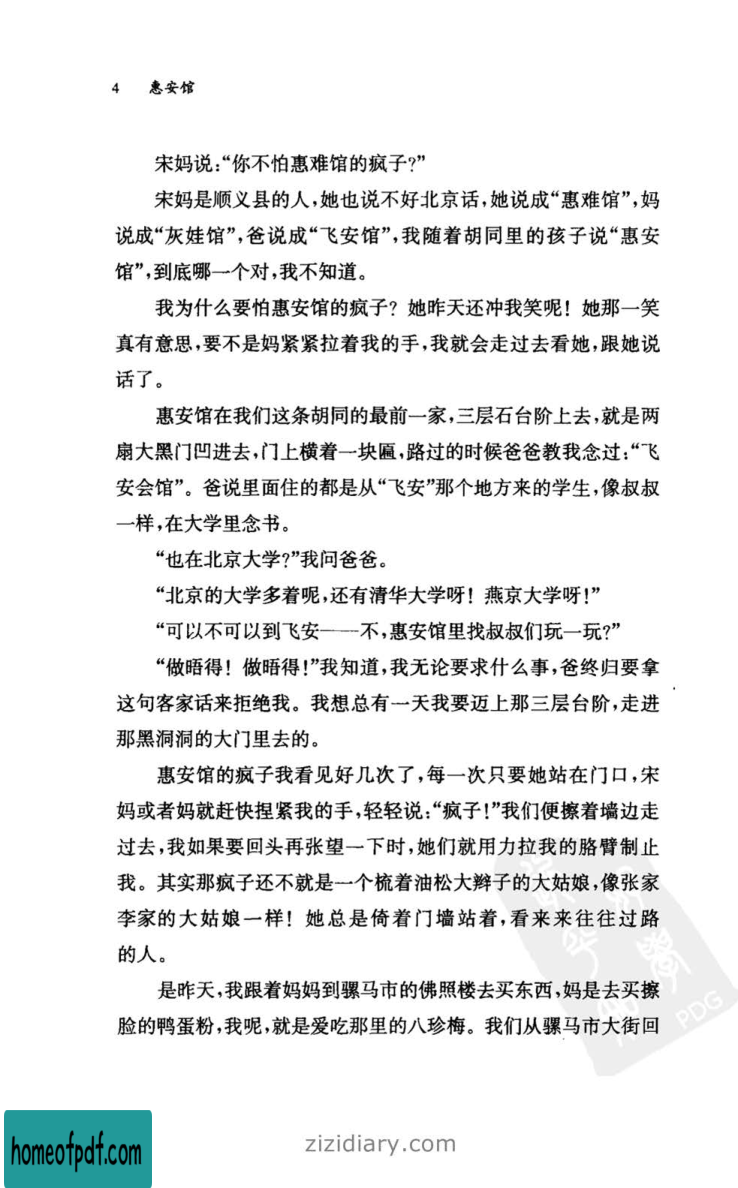 4 惠安馆
宋妈说:“你不怕惠难馆的疯子?”
宋妈是顺义县的人,她也说不好北京话,她说成“惠难馆”,妈
说成“灰娃馆”,爸说成“飞安馆”,我随着胡同里的孩子说“惠安
馆”,到底哪一个对,我不知道。
我为什么要怕惠安馆的疯子? 她昨天还冲我笑呢! 她那一笑
真有意思,要不是妈紧紧拉着我的手,我就会走过去看她,跟她说
话了。
惠安馆在我们这条胡同的最前一家,三层石台阶上去,就是两
扇大黑门凹进去,门上横着一块匾,路过的时候爸爸教我念过:“飞
安会馆”。爸说里面住的都是从“飞安”那个地方来的学生,像叔叔
一样,在大学里念书。
“也在北京大学?”我问爸爸。
“北京的大学多着呢,还有清华大学呀! 燕京大学呀!”
“可以不可以到飞安——不,惠安馆里找叔叔们玩一玩?”
“做唔得! 做唔得!”我知道,我无论要求什么事,爸终归要拿
这句客家话来拒绝我。我想总有一天我要迈上那三层台阶,走进
那黑洞洞的大门里去的。
惠安馆的疯子我看见好几次了,每一次只要她站在门口,宋
妈或者妈就赶快捏紧我的手,轻轻说:“疯子!”我们便擦着墙边走
过去,我如果要回头再张望一下时,她们就用力拉我的胳臂制止
我。其实那疯子还不就是一个梳着油松大辫子的大姑娘,像张家
李家的大姑娘一样! 她总是倚着门墙站着,看来来往往过路
的人。
是昨天,我跟着妈妈到骡马市的佛照楼去买东西,妈是去买擦
脸的鸭蛋粉,我呢,就是爱吃那里的八珍梅。我们从骡马市大街回
PDG
homeofpdf.com
zizidiary.com